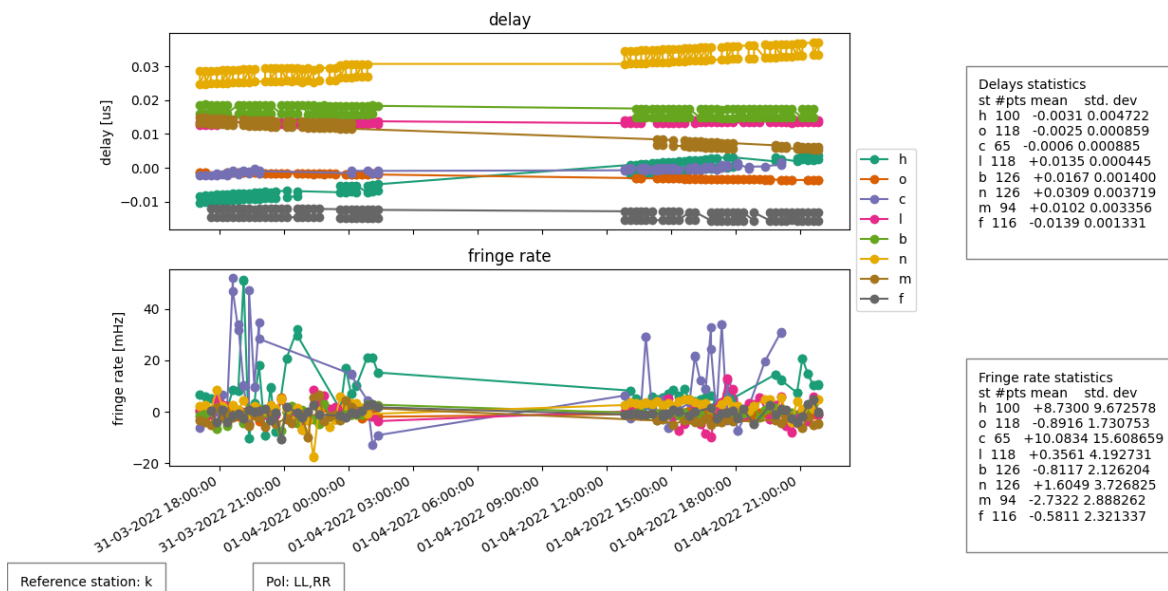 delay
0.03
0.02
0.01
0.00
−0.01
delay [us]
fringe rate
40
20
0
−20
fringe rate [mHz]
31-03-2022 18:00:00
31-03-2022 21:00:00
01-04-2022 00:00:00
01-04-2022 03:00:00
01-04-2022 06:00:00
01-04-2022 09:00:00
01-04-2022 12:00:00
01-04-2022 15:00:00
01-04-2022 18:00:00
01-04-2022 21:00:00
h
o
c
l
b
n
m
f
Delays statistics
st #pts mean std. dev
h 100 -0.0031 0.004722
o 118 -0.0025 0.000859
c 65 -0.0006 0.000885
l 118 +0.0135 0.000445
b 126 +0.0167 0.001400
n 126 +0.0309 0.003719
m 94 +0.0102 0.003356
f 116 -0.0139 0.001331
Fringe rate statistics
st #pts mean std. dev
h 100 +8.7300 9.672578
o 118 -0.8916 1.730753
c 65 +10.0834 15.608659
l 118 +0.3561 4.192731
b 126 -0.8117 2.126204
n 126 +1.6049 3.726825
m 94 -2.7322 2.888262
f 116 -0.5811 2.321337
Reference station: k
Pol: LL,RR